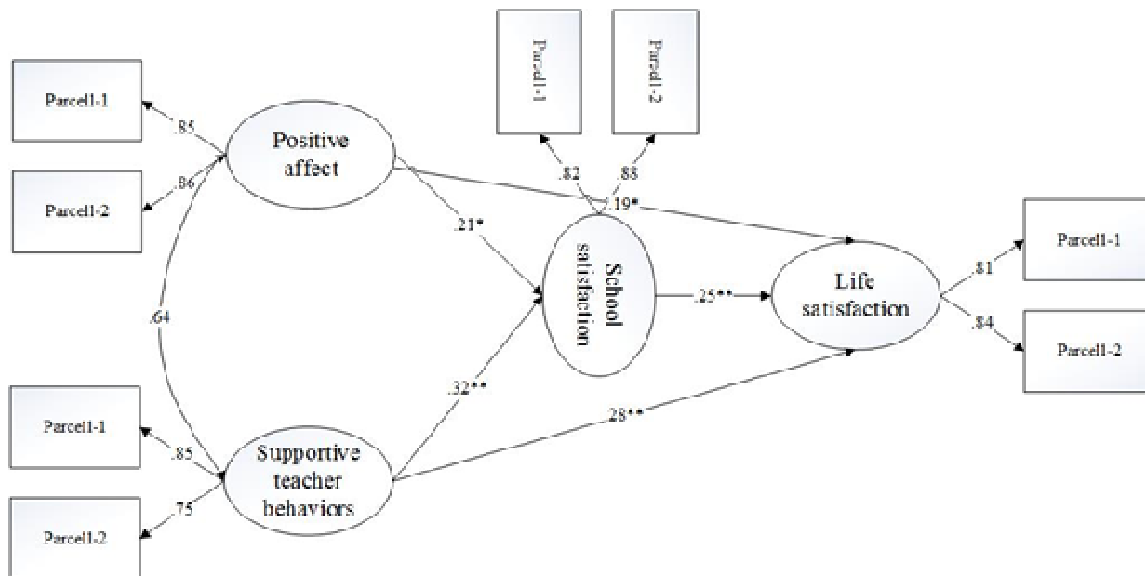 Parcel1-1
Parcel1-2
Parcel1-1
.85
Positive
affect
.86
Parcel1-2
.82
.88
.19*
.21*
Parcel1-1
.81
School
satisfaction
Life
satisfaction
.25**
.64
.84
Parcel1-2
.32**
.28**
Parcel1-1
.85
Supportive
teacher
behaviors
.75
Parcel1-2